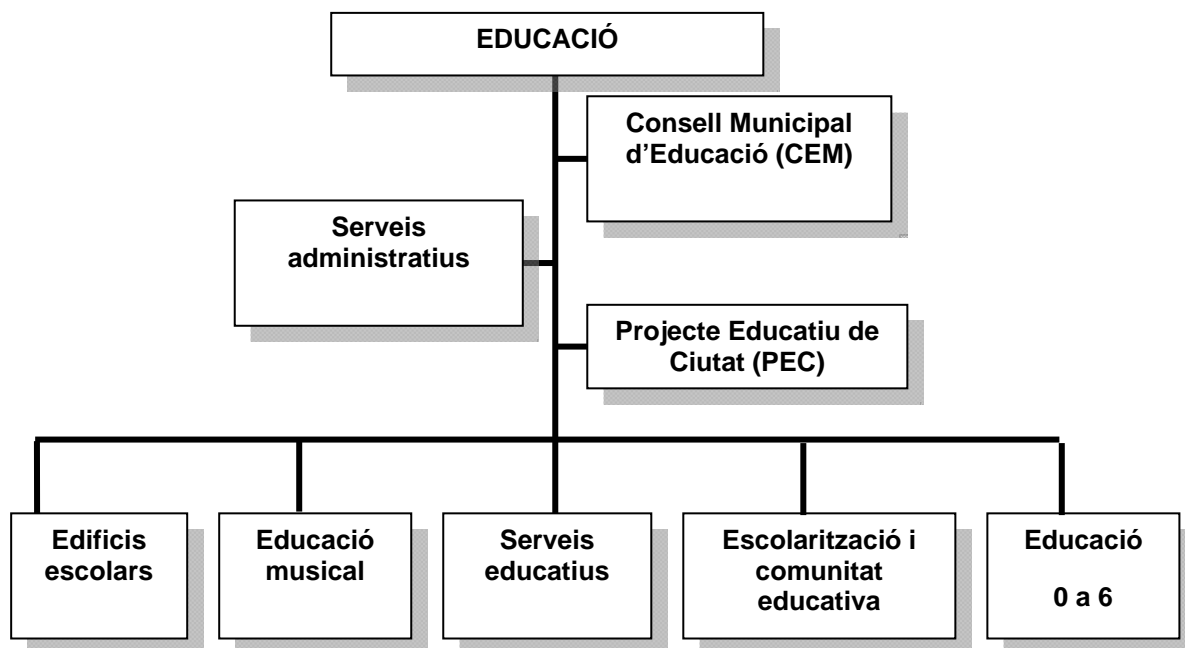 EDUCACIÓ
Consell Municipal
d’Educació (CEM)
Serveis
administratius
Projecte Educatiu de
Ciutat (PEC)
Edificis
escolars
Educació
musical
Serveis
educatius
Escolarització i
comunitat
educativa
Educació
0 a 6